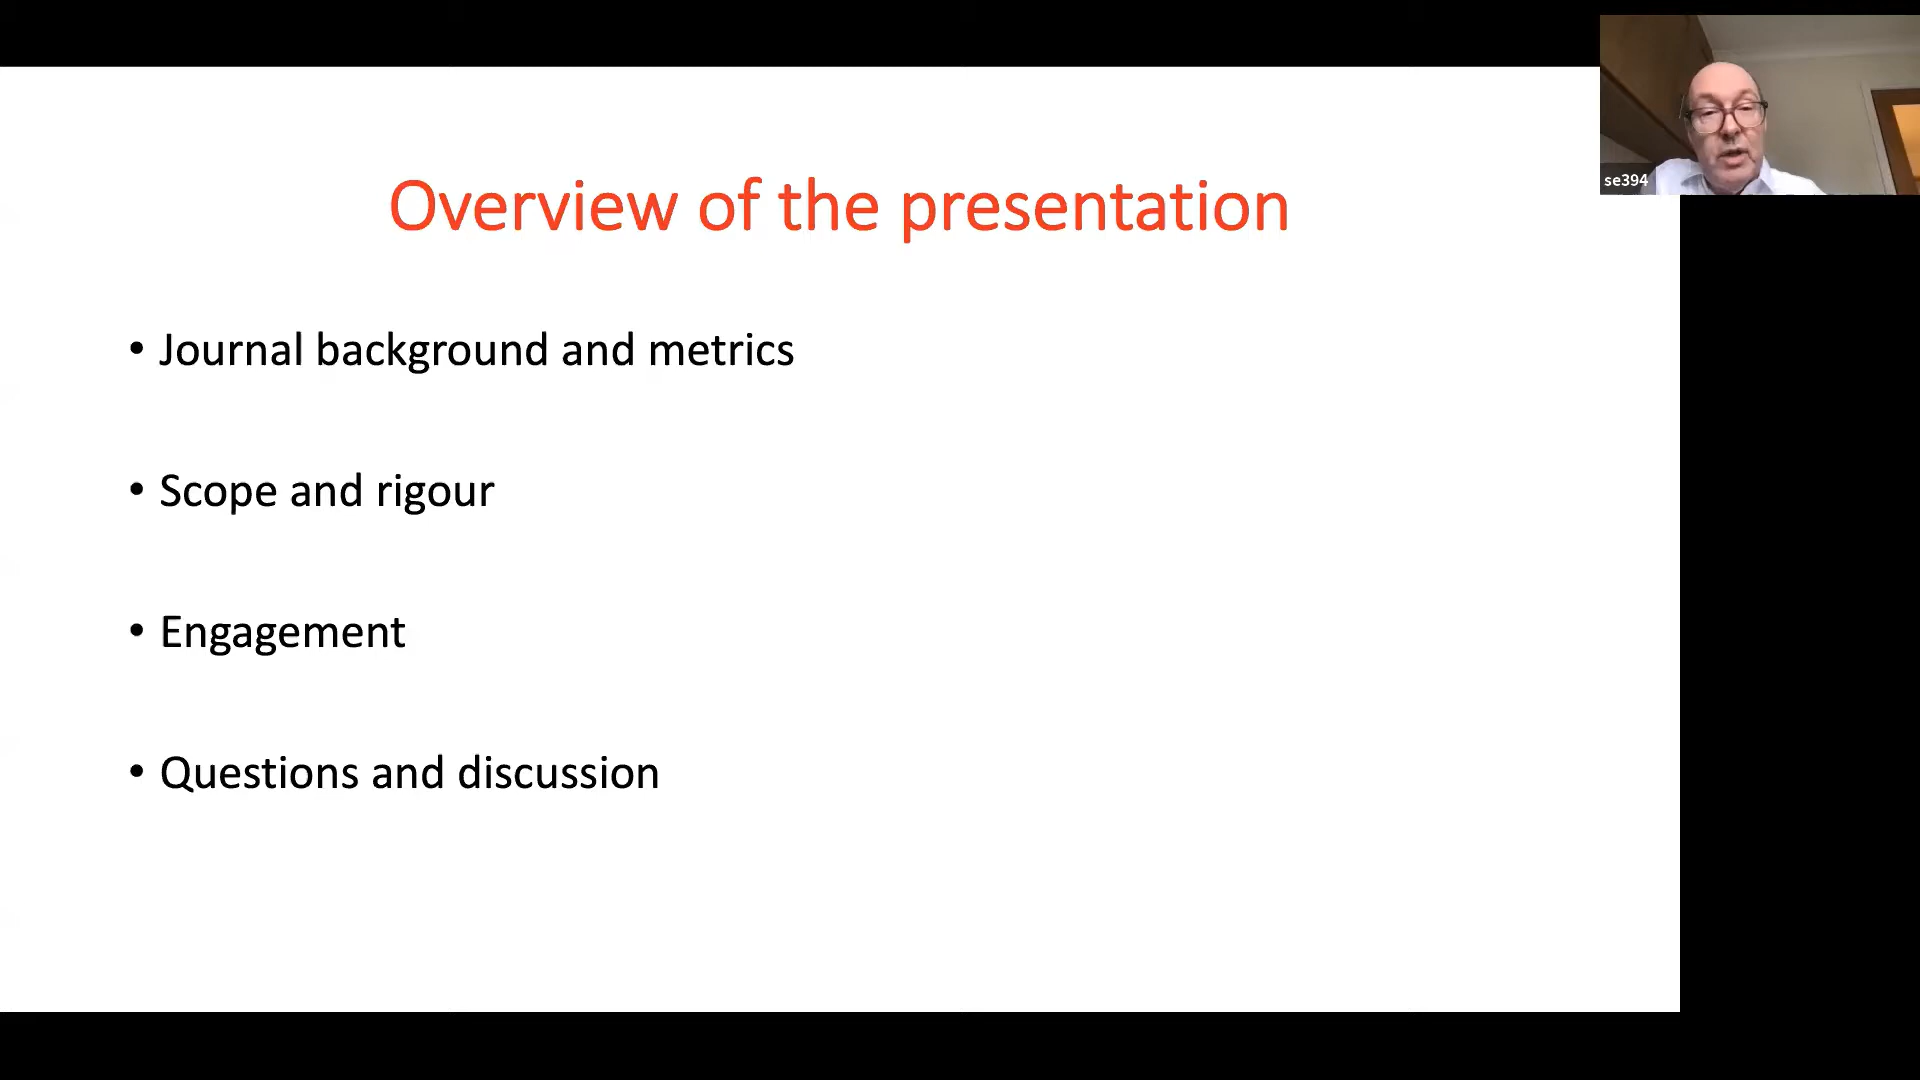 Overview of the presentation
• Journal background and metrics
• Scope and rigour
• Engagement
• Questions and discussion
se394